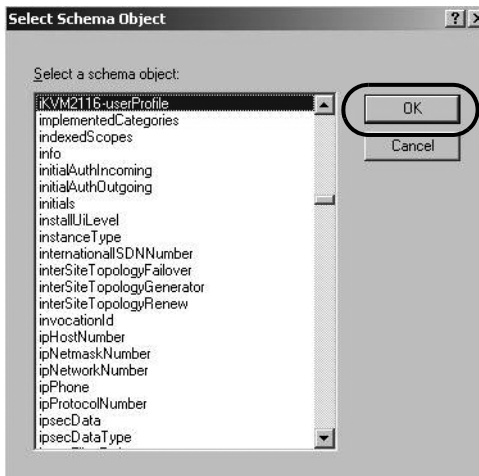 Select Schema Object
Select a schema object:
iKVM2116-userProfile
implementedCategories
indexedScopes
info
initialAuthIncoming
initialAuthOutgoing
initials
installUiLevel
instanceType
internationalISDNNumber
interSiteTopologyFailover
interSiteTopologyGenerator
interSiteTopologyRenew
invocationId
ipHostNumber
ipNetmaskNumber
ipNetworkNumber
ipPhone
ipProtocolNumber
ipsecData
ipsecDataType
OK
Cancel